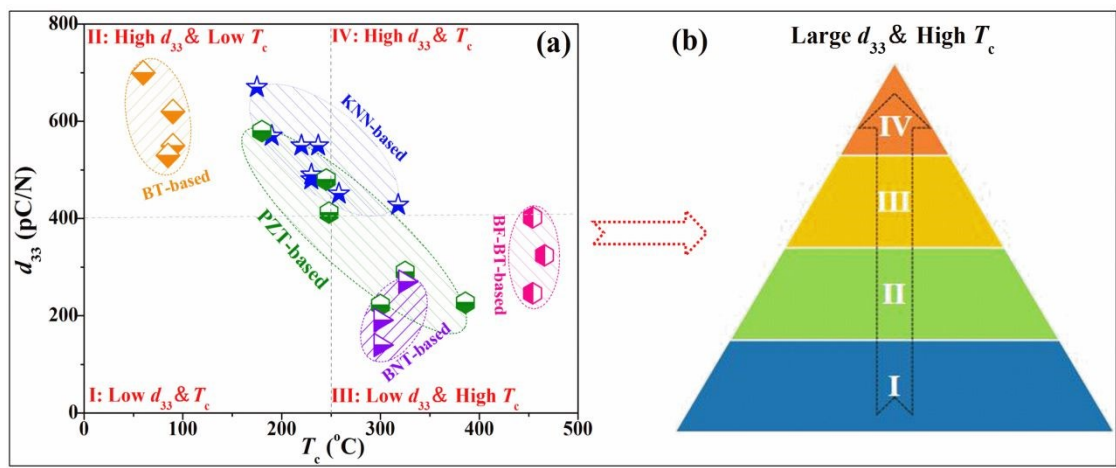 800
600
400
200
0
d33 (pC/N)
0
100
200
300
400
500
Tc (°C)
II: High d33 & Low Tc
IV: High d33 & Tc
(a)
KNN-based
BT-based
PZT-based
BF-BT-based
BNT-based
I: Low d33 & Tc
III: Low d33 & High Tc
(b)
Large d33 & High Tc
IV
III
II
I